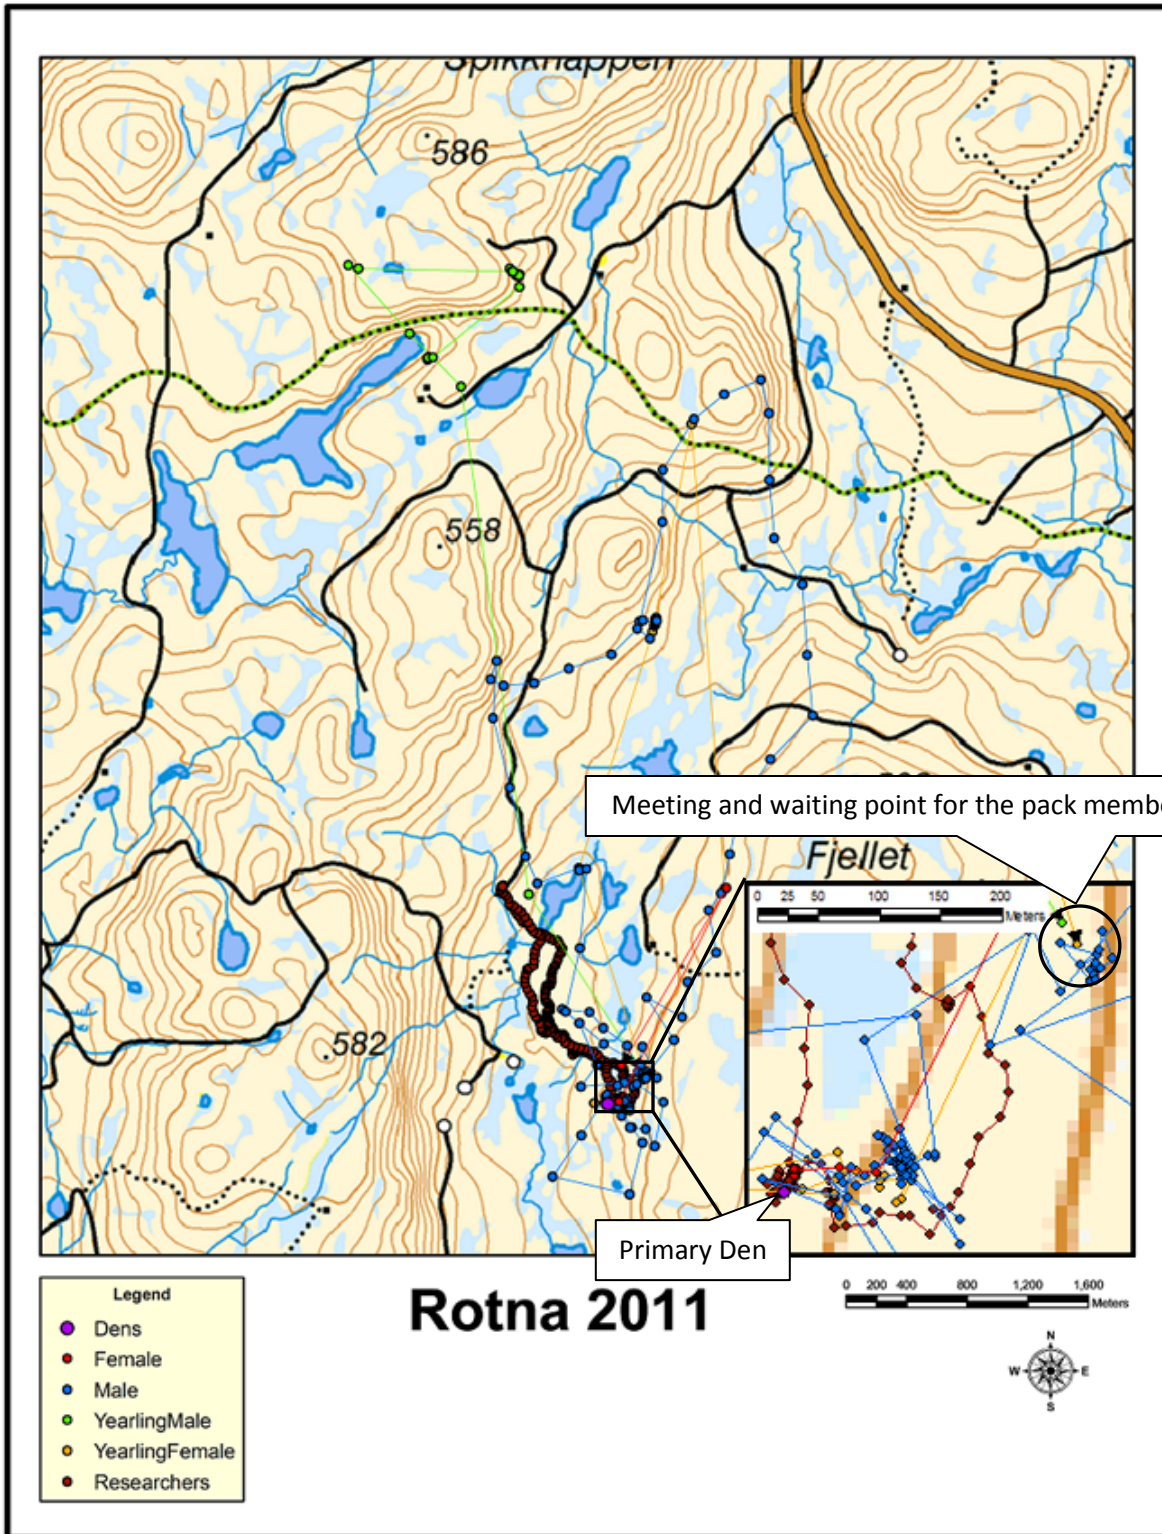 Spikknappen
586
558
Meeting and waiting point for the pack membe
Fjellet
0 25 50 100 150 200
Meters
582
Primary Den
Rotna 2011
0 200 400 800 1,200 1,600
Meters
N
W E
S
Legend
Dens
Female
Male
YearlingMale
YearlingFemale
Researchers